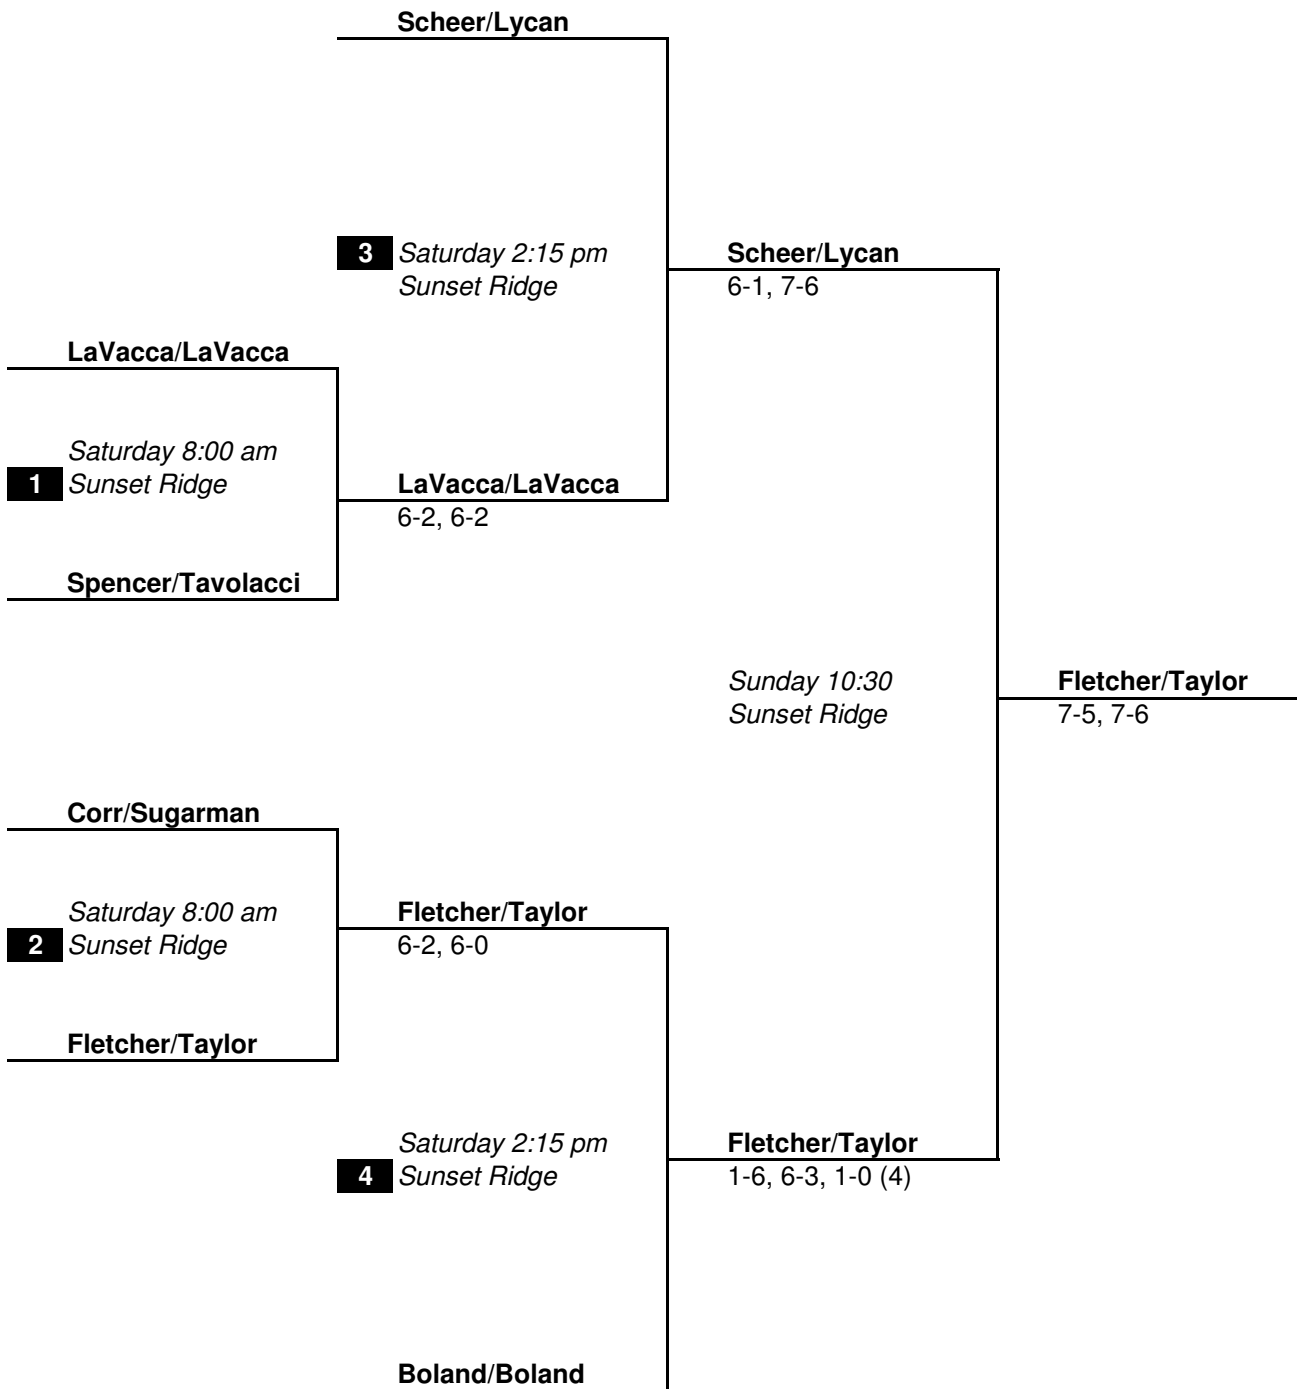 Scheer/Lycan
3 Saturday 2:15 pm
Sunset Ridge
Scheer/Lycan
6-1, 7-6
LaVacca/LaVacca
Saturday 8:00 am
1 Sunset Ridge
LaVacca/LaVacca
6-2, 6-2
Spencer/Tavolacci
Sunday 10:30
Sunset Ridge
Fletcher/Taylor
7-5, 7-6
Corr/Sugarman
Saturday 8:00 am
2 Sunset Ridge
Fletcher/Taylor
6-2, 6-0
Fletcher/Taylor
Saturday 2:15 pm
4 Sunset Ridge
Fletcher/Taylor
1-6, 6-3, 1-0 (4)
Boland/Boland